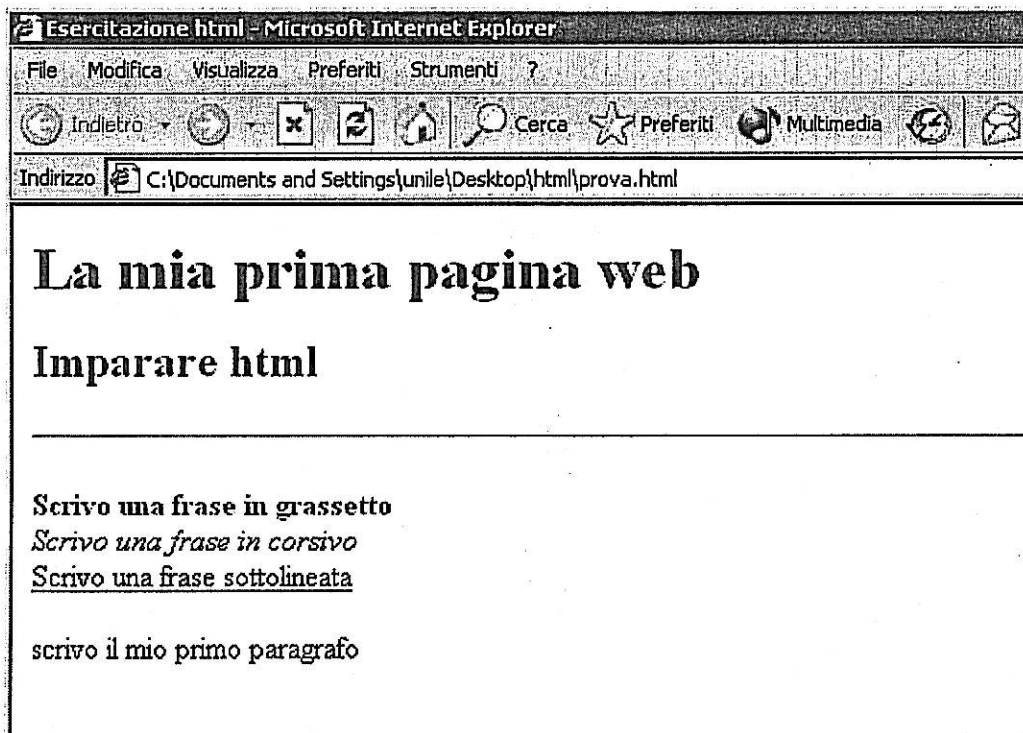 Esercitazione html - Microsoft Internet Explorer
File Modifica Visualizza Preferiti Strumenti ?
Indietro Cerca Preferiti Multimedia
Indirizzo C:\Documents and Settings\unile\Desktop\html\prova.html
La mia prima pagina web
Imparare html
Scrivo una frase in grassetto
Scrivo una frase in corsivo
Scrivo una frase sottolineata
scrivo il mio primo paragrafo